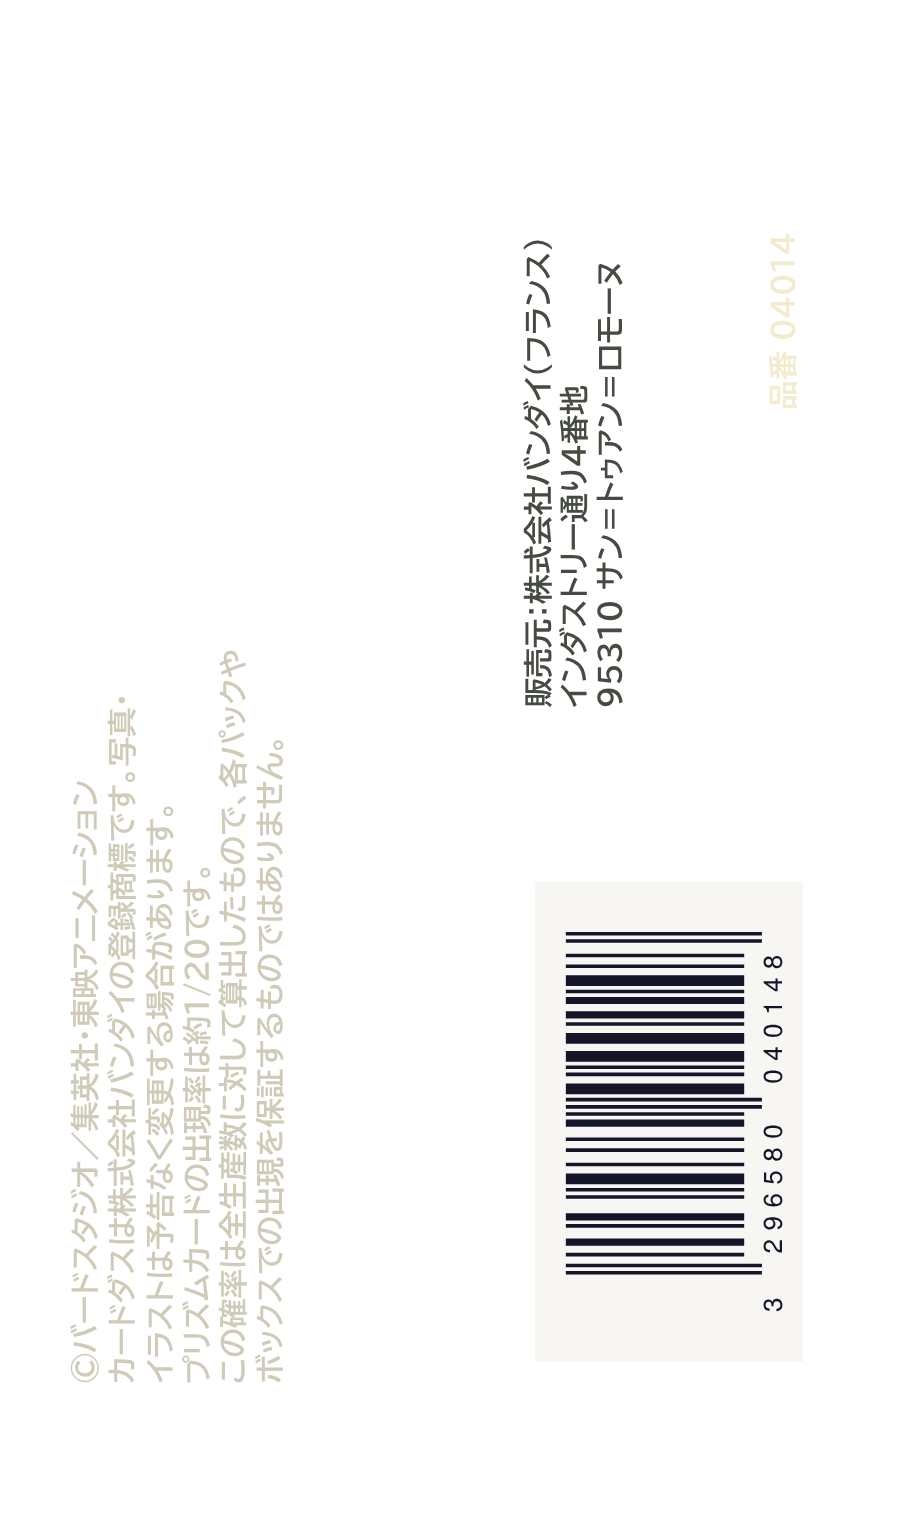 ©バードスタジオ／集英社・東映アニメーション
カードダスは株式会社バンダイの登録商標です。写真・
イラストは予告なく変更する場合があります。
プリズムカードの出現率は約1/20です。
この確率は全生産数に対して算出したもので、各パックや
ボックスでの出現を保証するものではありません。
販売元：株式会社バンダイ（フランス）
インダストリー通り4番地
95310 サン＝トゥアン＝ロモーヌ
品番 04014
3 296580 040148